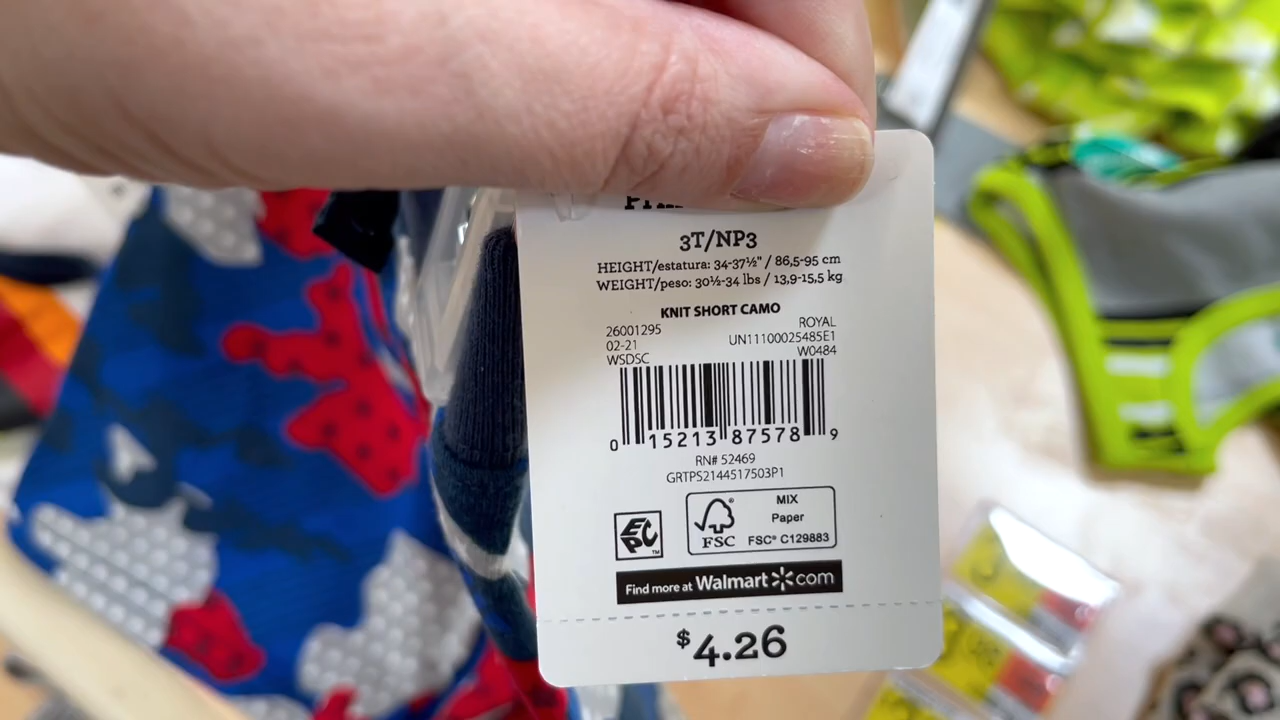 3T/NP3
HEIGHT/estatura: 34-37½" / 86,5-95 cm
WEIGHT/peso: 30½-34 lbs / 13,9-15,5 kg
KNIT SHORT CAMO
26001295 ROYAL
02-21 UN11100025485E1
WSDSC W0484
0 15213 87578 9
RN# 52469
GRTPS2144517503P1
EPC™
FSC®
MIX
Paper
FSC® C129883
Find more at Walmart.com
$4.26